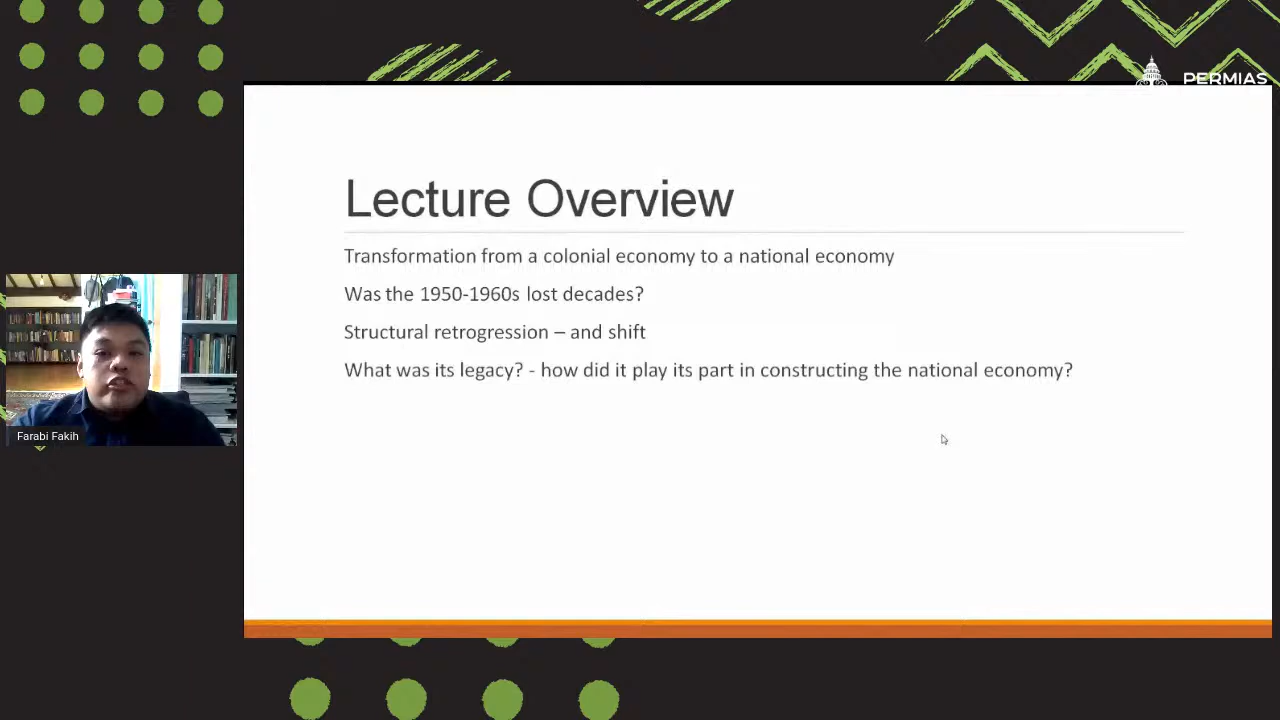 PERMIAS
Lecture Overview
Transformation from a colonial economy to a national economy
Was the 1950-1960s lost decades?
Structural retrogression – and shift
What was its legacy? - how did it play its part in constructing the national economy?
Farabi Fakih